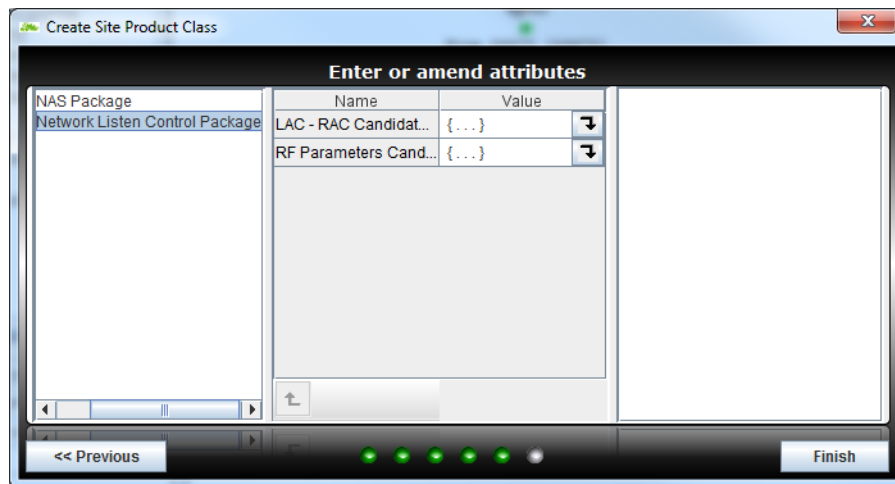 Create Site Product Class
Enter or amend attributes
NAS Package
Network Listen Control Package
Name Value
LAC - RAC Candidat... {...}
RF Parameters Cand... {...}
<< Previous
Finish